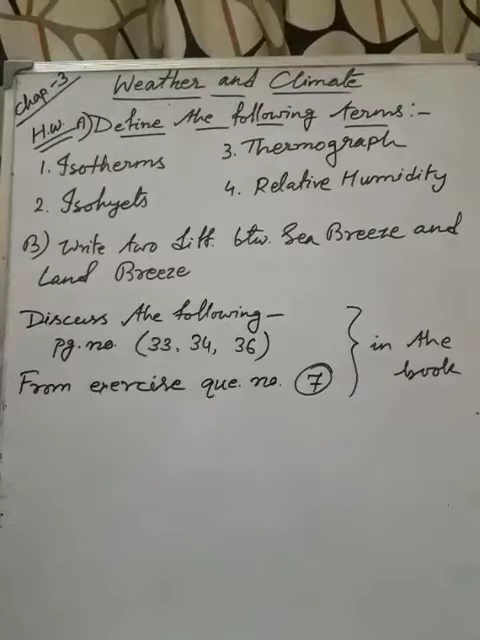 Chap.-3
Weather and Climate
H.W. A) Define the following terms:-
1. Isotherms
3. Thermograph
2. Isohyets
4. Relative Humidity
B) Write two diff. btw. Sea Breeze and
Land Breeze
Discuss the following-
pg. no. (33, 34, 36)
From exercise que. no. 7
} in the
book